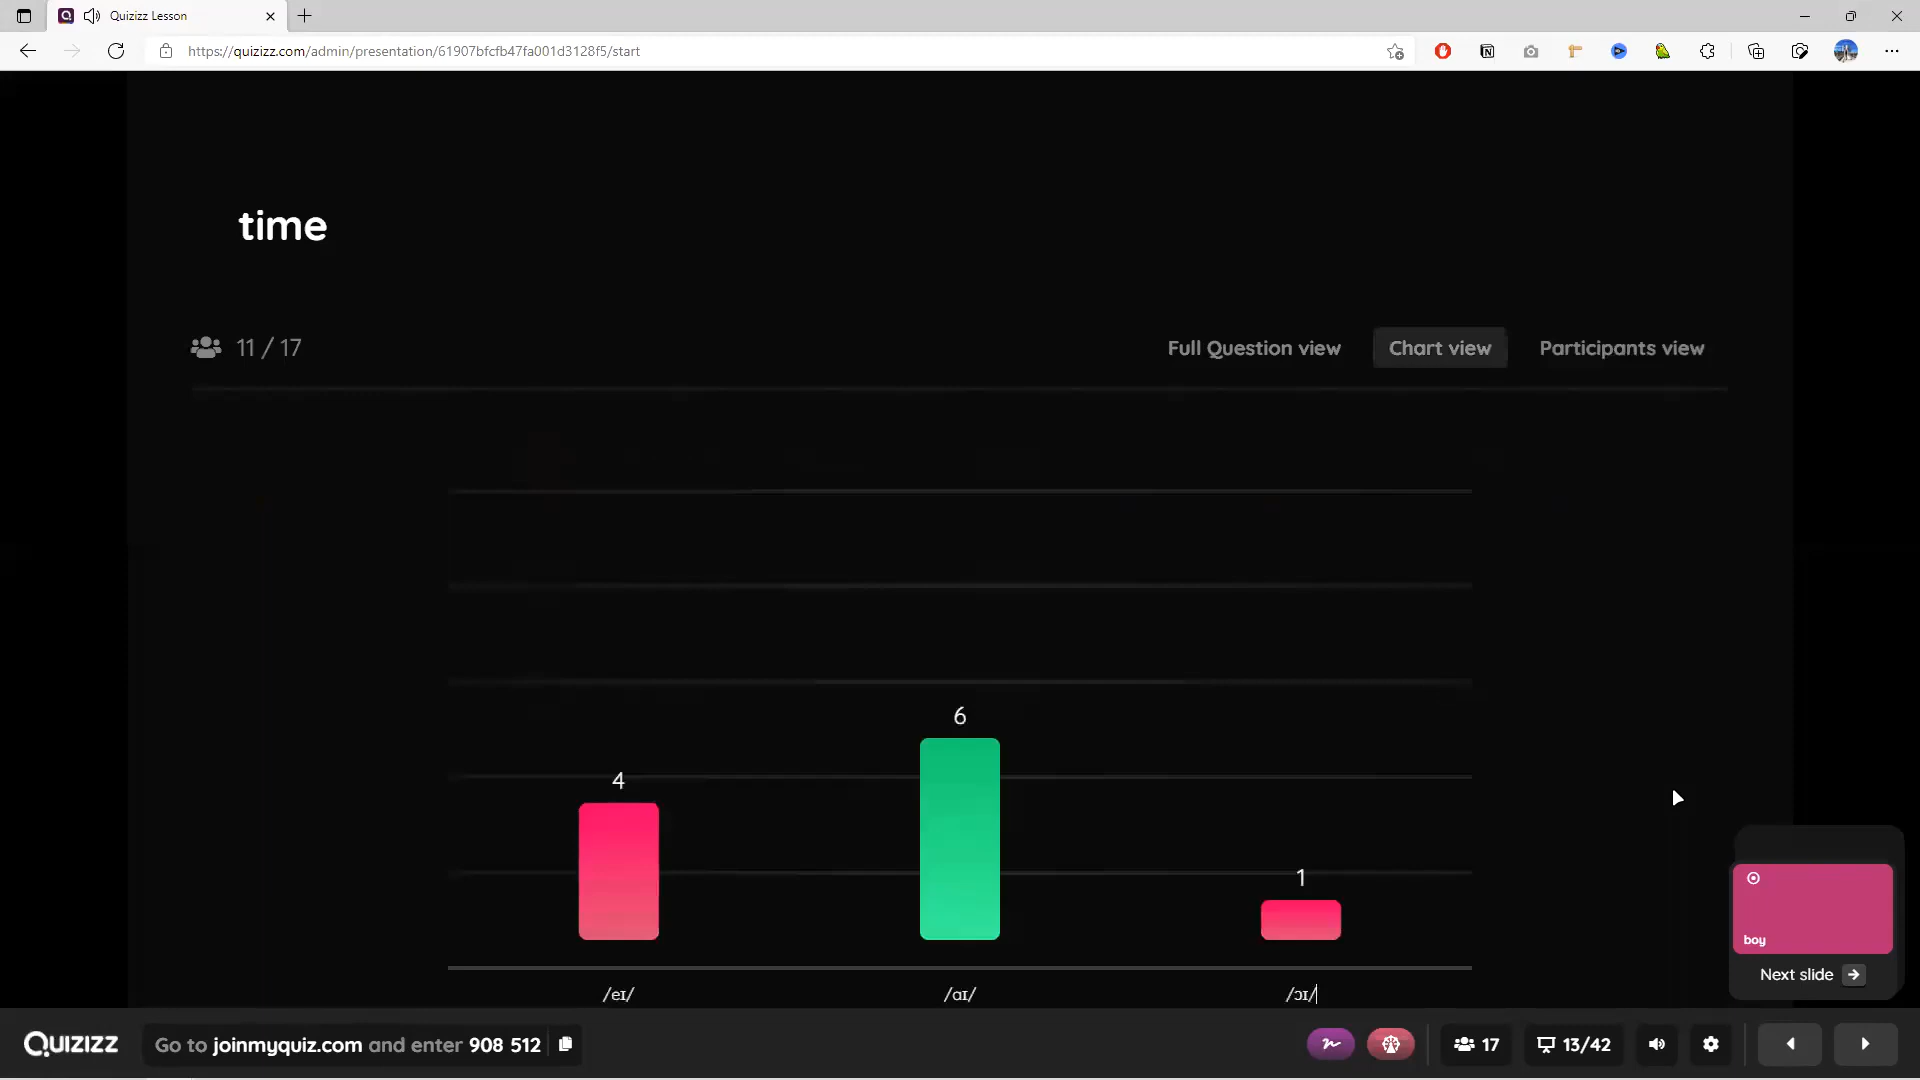 Quizizz Lesson
https://quizizz.com/admin/presentation/61907bfcfb47fa001d3128f5/start
time
11 / 17
Full Question view
Chart view
Participants view
6
4
1
/eɪ/
/ɑɪ/
/ɔɪ/
boy
Next slide
QUIZIZZ
Go to joinmyquiz.com and enter 908 512
17
13/42